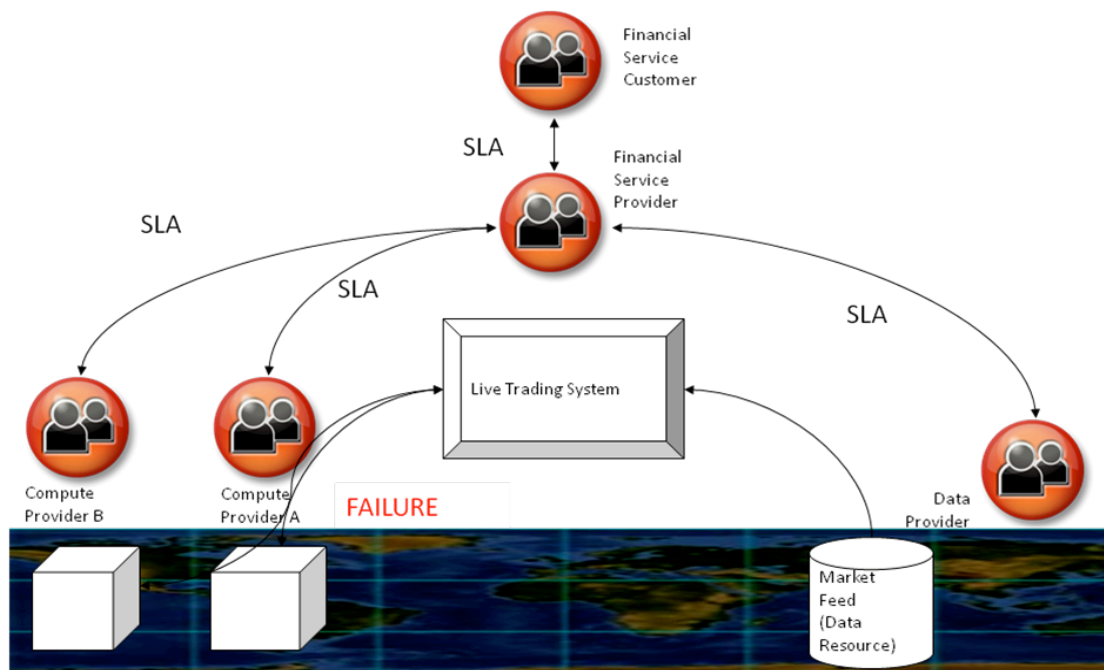 Financial
Service
Customer
SLA
Financial
Service
Provider
SLA
SLA
SLA
Live Trading System
Compute
Provider B
Compute
Provider A
FAILURE
Data
Provider
Market
Feed
(Data
Resource)